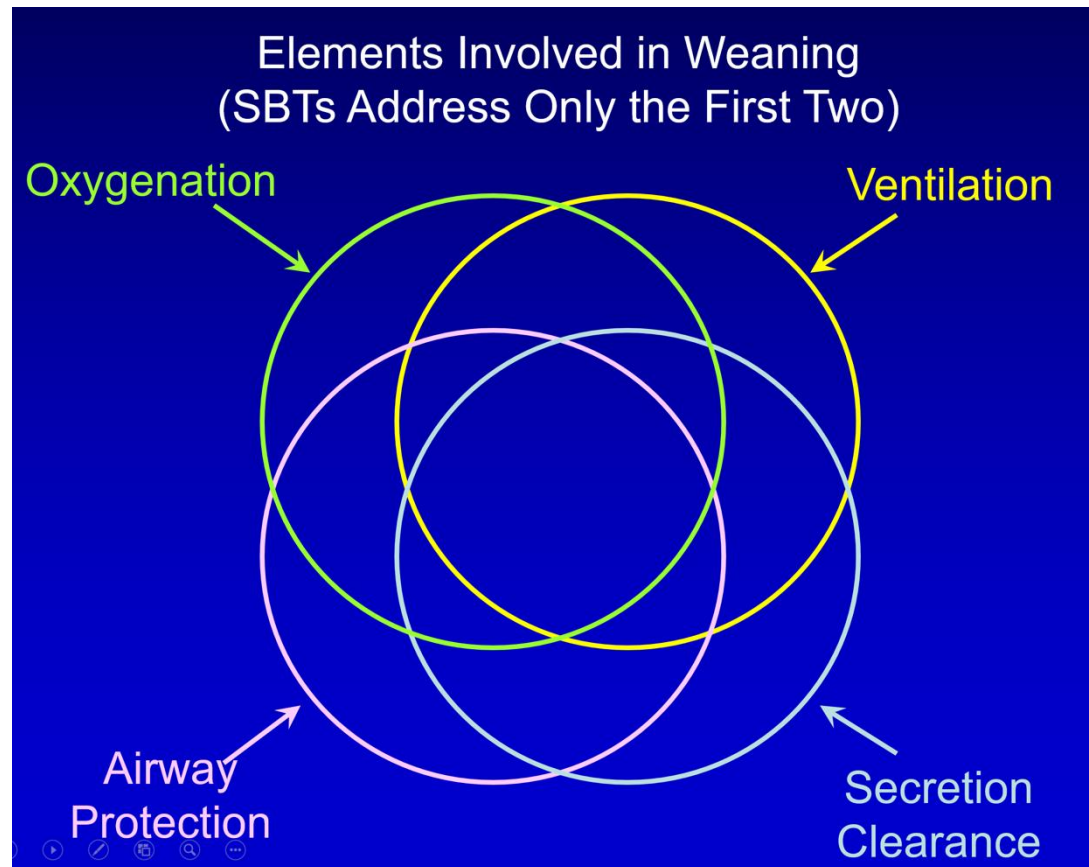 Elements Involved in Weaning
(SBTs Address Only the First Two)
Oxygenation
Ventilation
Airway
Protection
Secretion
Clearance